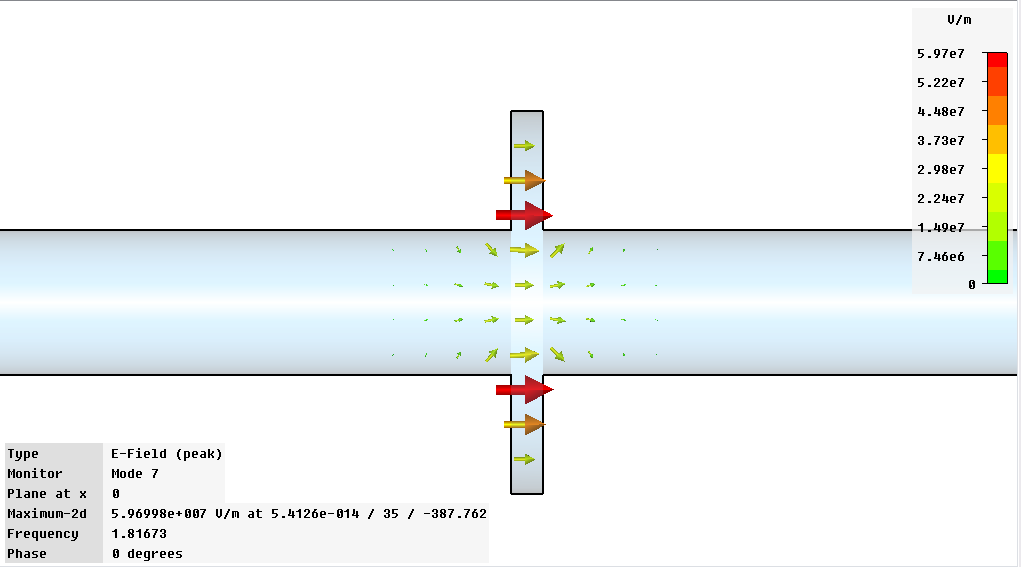 V/m
5.97e7
5.22e7
4.48e7
3.73e7
2.98e7
2.24e7
1.49e7
7.46e6
0
Type E-Field (peak)
Monitor Mode 7
Plane at x 0
Maximum-2d 5.96998e+007 V/m at 5.4126e-014 / 35 / -387.762
Frequency 1.81673
Phase 0 degrees